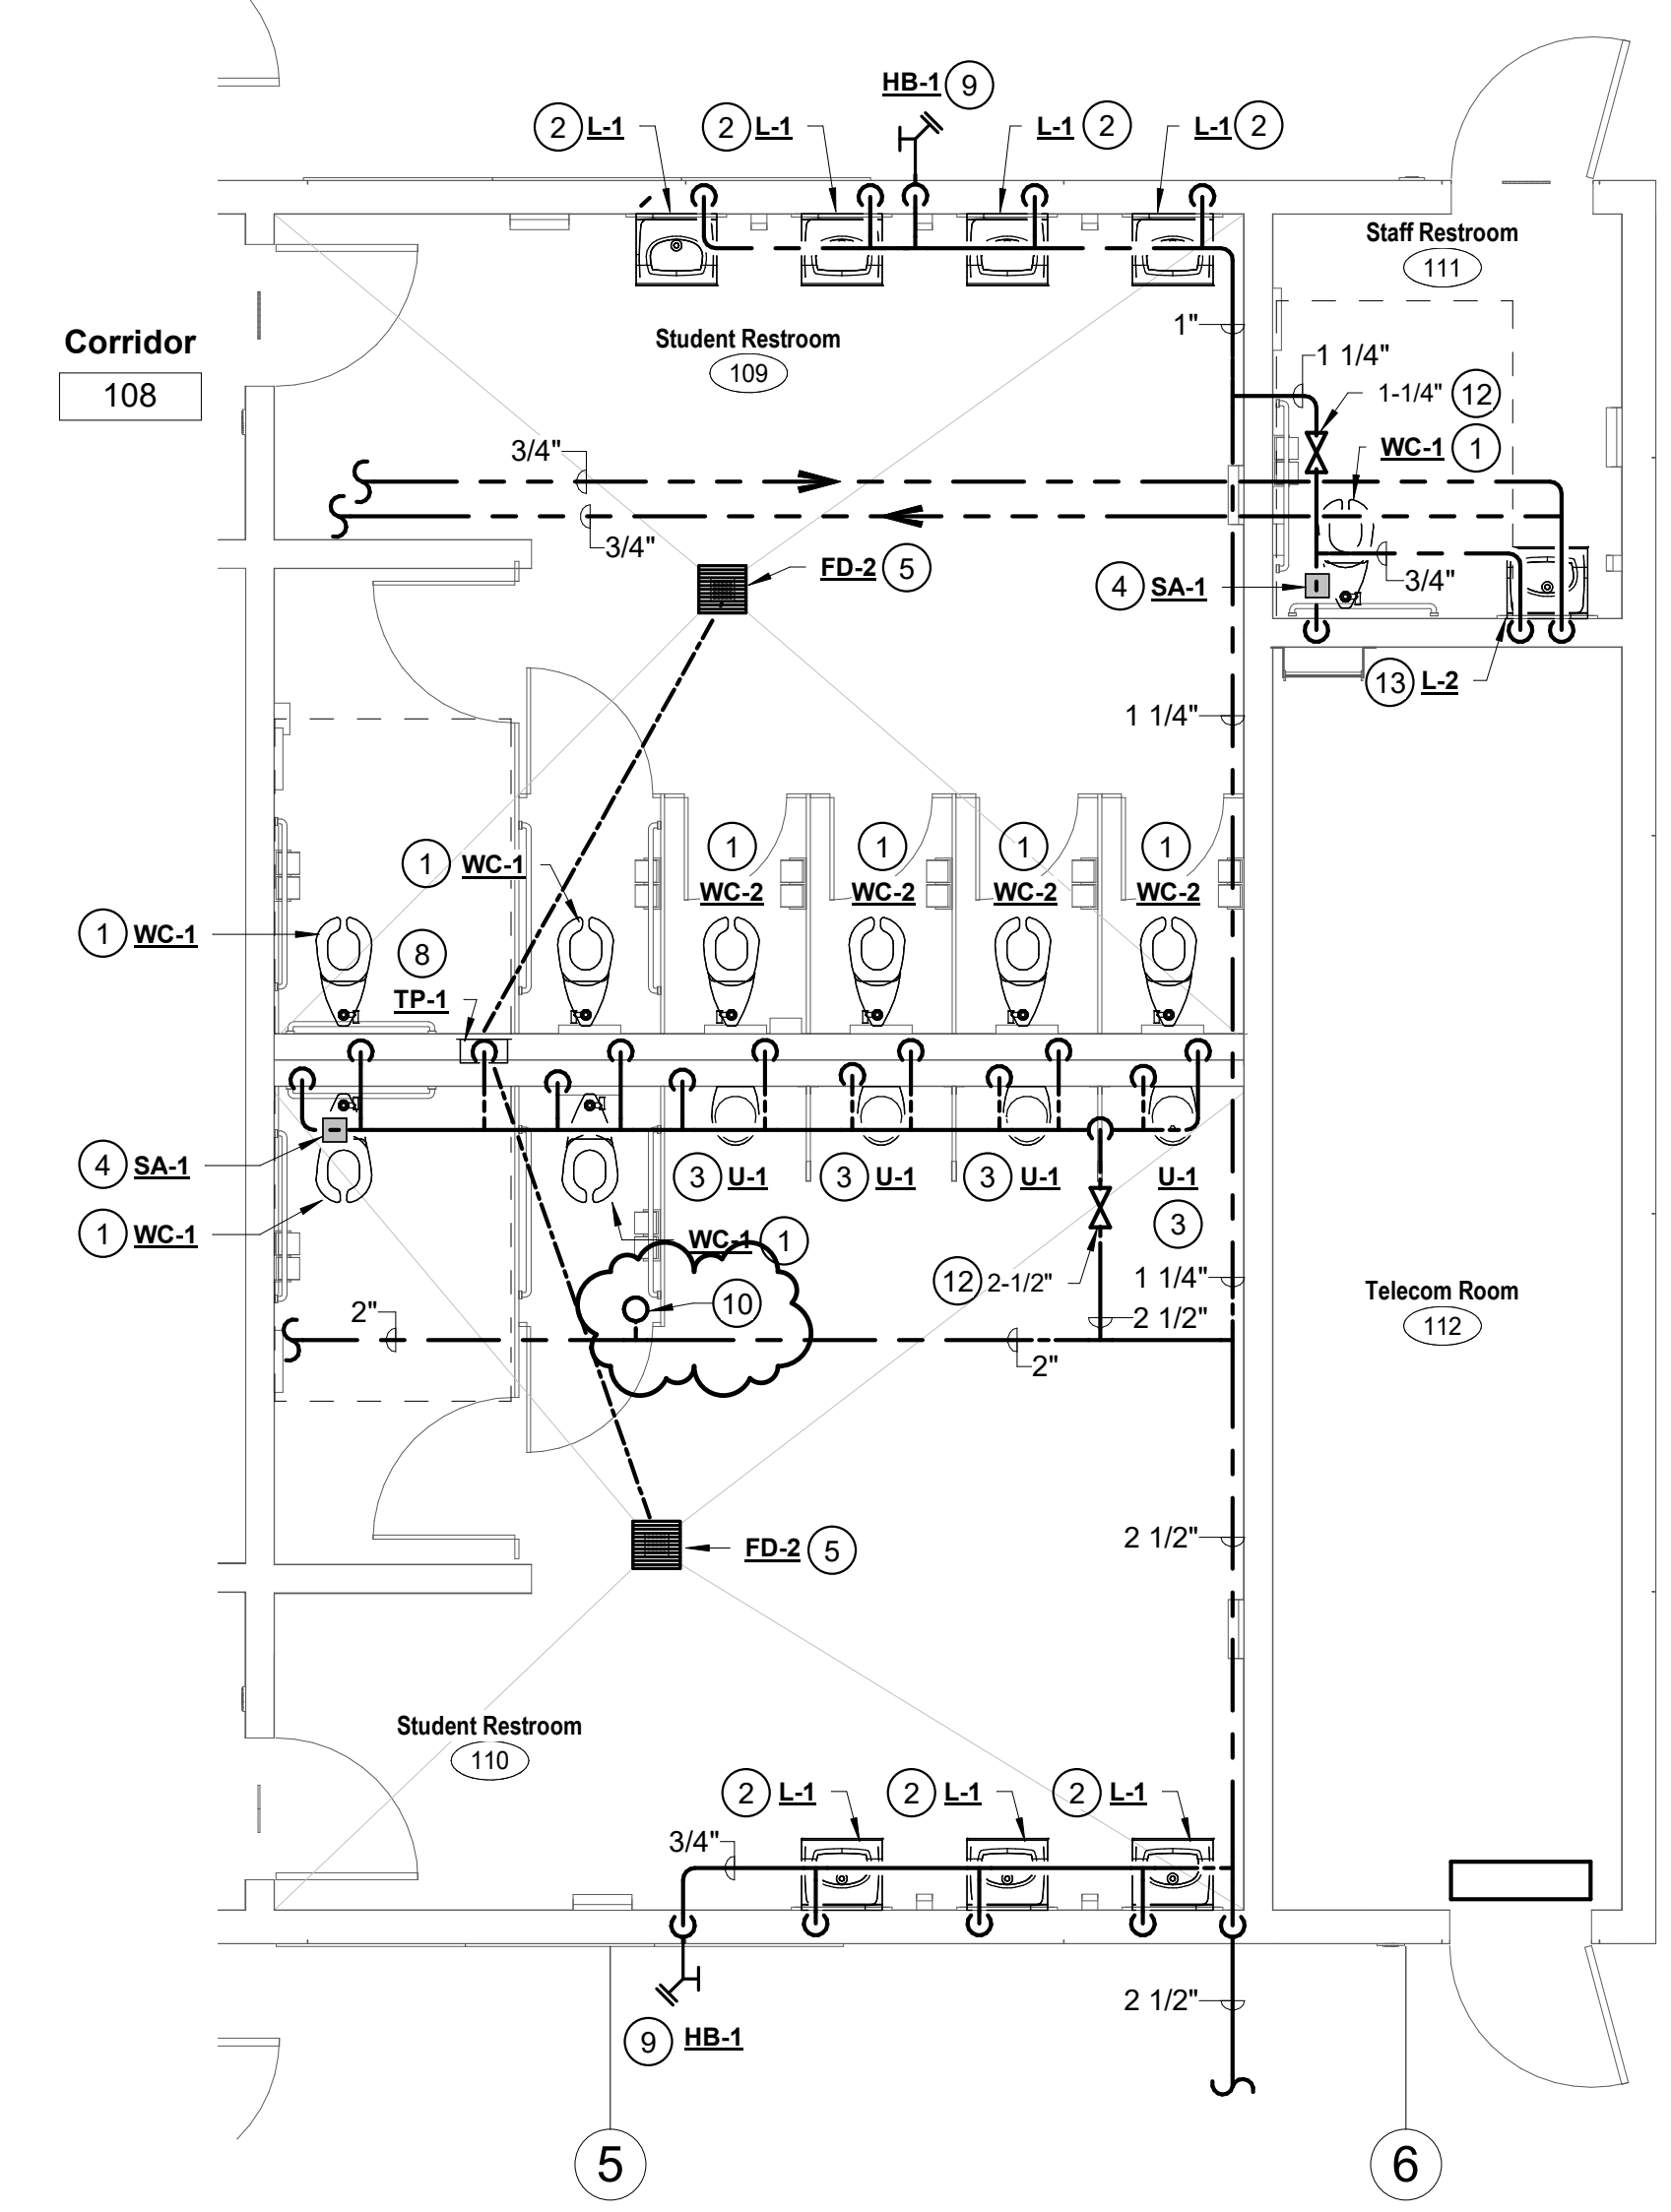 HB-1 9
2 L-1
2 L-1
L-1 2
L-1 2
Staff Restroom
111
Corridor
108
Student Restroom
109
1"
1 1/4"
1-1/4" 12
WC-1 1
3/4"
3/4"
FD-2 5
4 SA-1
3/4"
13 L-2
1 1/4"
1 WC-1
1
WC-2
1
WC-2
1
WC-2
1
WC-2
1 WC-1
8
TP-1
4 SA-1
3 U-1
3 U-1
3 U-1
U-1
3
1 WC-1
WC-1 1
12 2-1/2"
1 1/4"
2 1/2"
10
2"
2"
Telecom Room
112
FD-2 5
2 1/2"
Student Restroom
110
2 L-1
2 L-1
2 L-1
3/4"
2 1/2"
9 HB-1
5
6